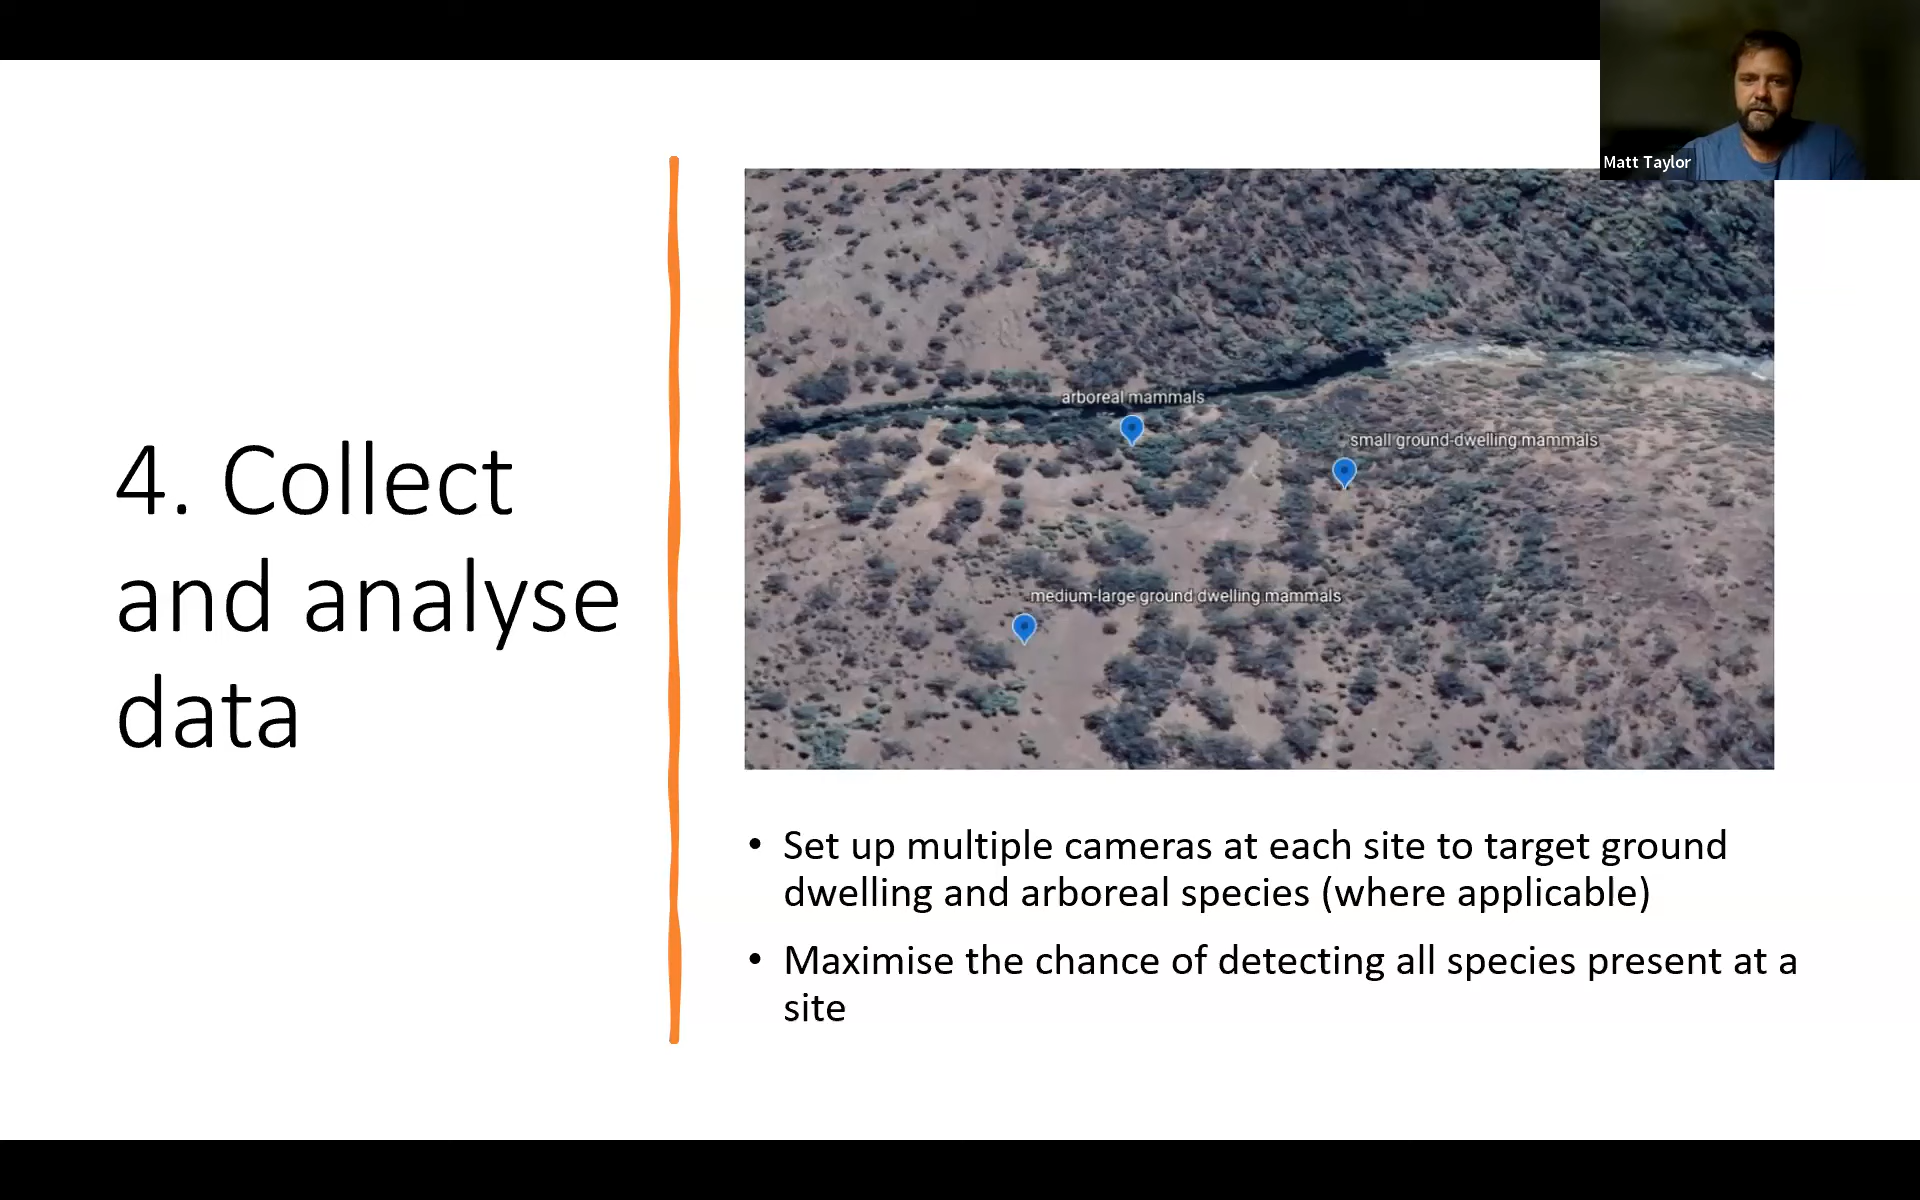 Matt Taylor
4. Collect
and analyse
data
arboreal mammals
small ground-dwelling mammals
medium-large ground dwelling mammals
• Set up multiple cameras at each site to target ground
dwelling and arboreal species (where applicable)
• Maximise the chance of detecting all species present at a
site